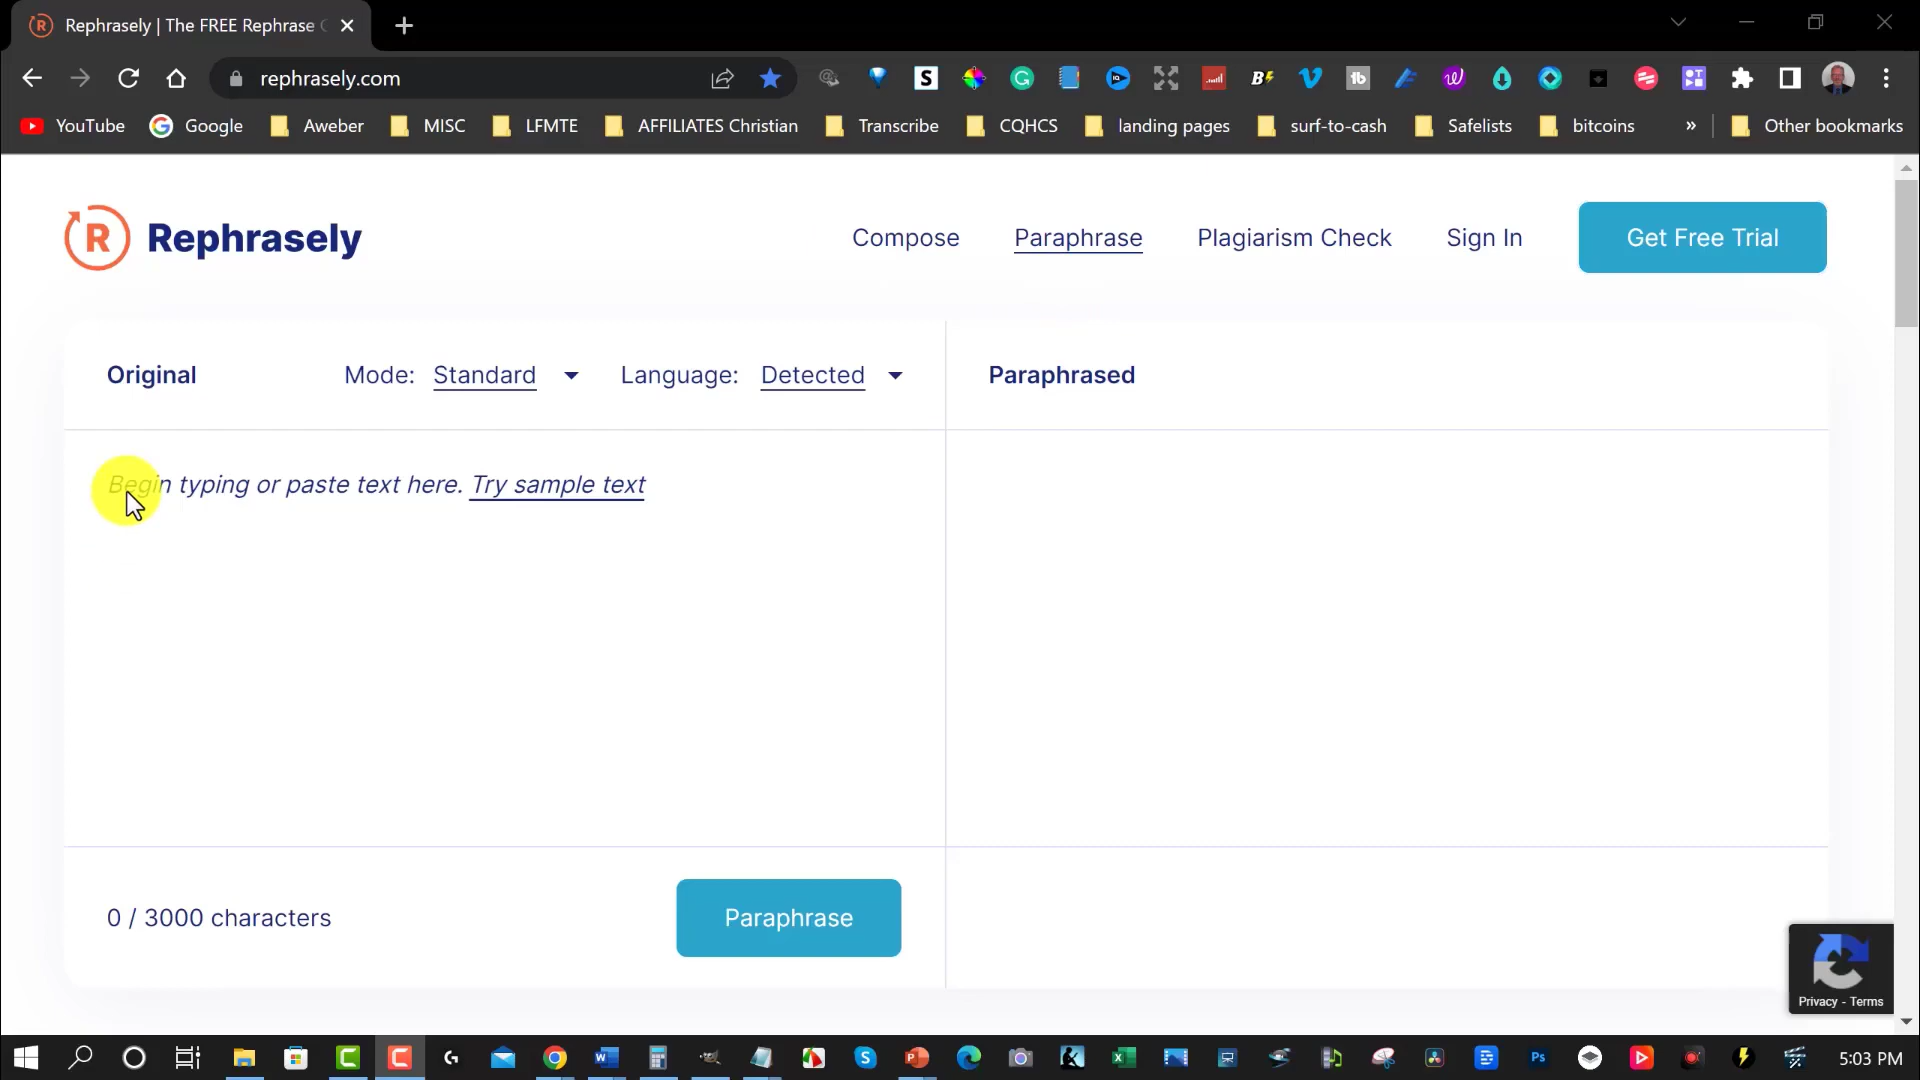 Rephrasely | The FREE Rephrase
rephrasely.com
YouTube Google Aweber MISC LFMTE AFFILIATES Christian Transcribe CQHCS landing pages surf-to-cash Safelists bitcoins » Other bookmarks
R Rephrasely Compose Paraphrase Plagiarism Check Sign In Get Free Trial
Original Mode: Standard Language: Detected Paraphrased
Begin typing or paste text here. Try sample text
0 / 3000 characters Paraphrase
Privacy - Terms
5:03 PM